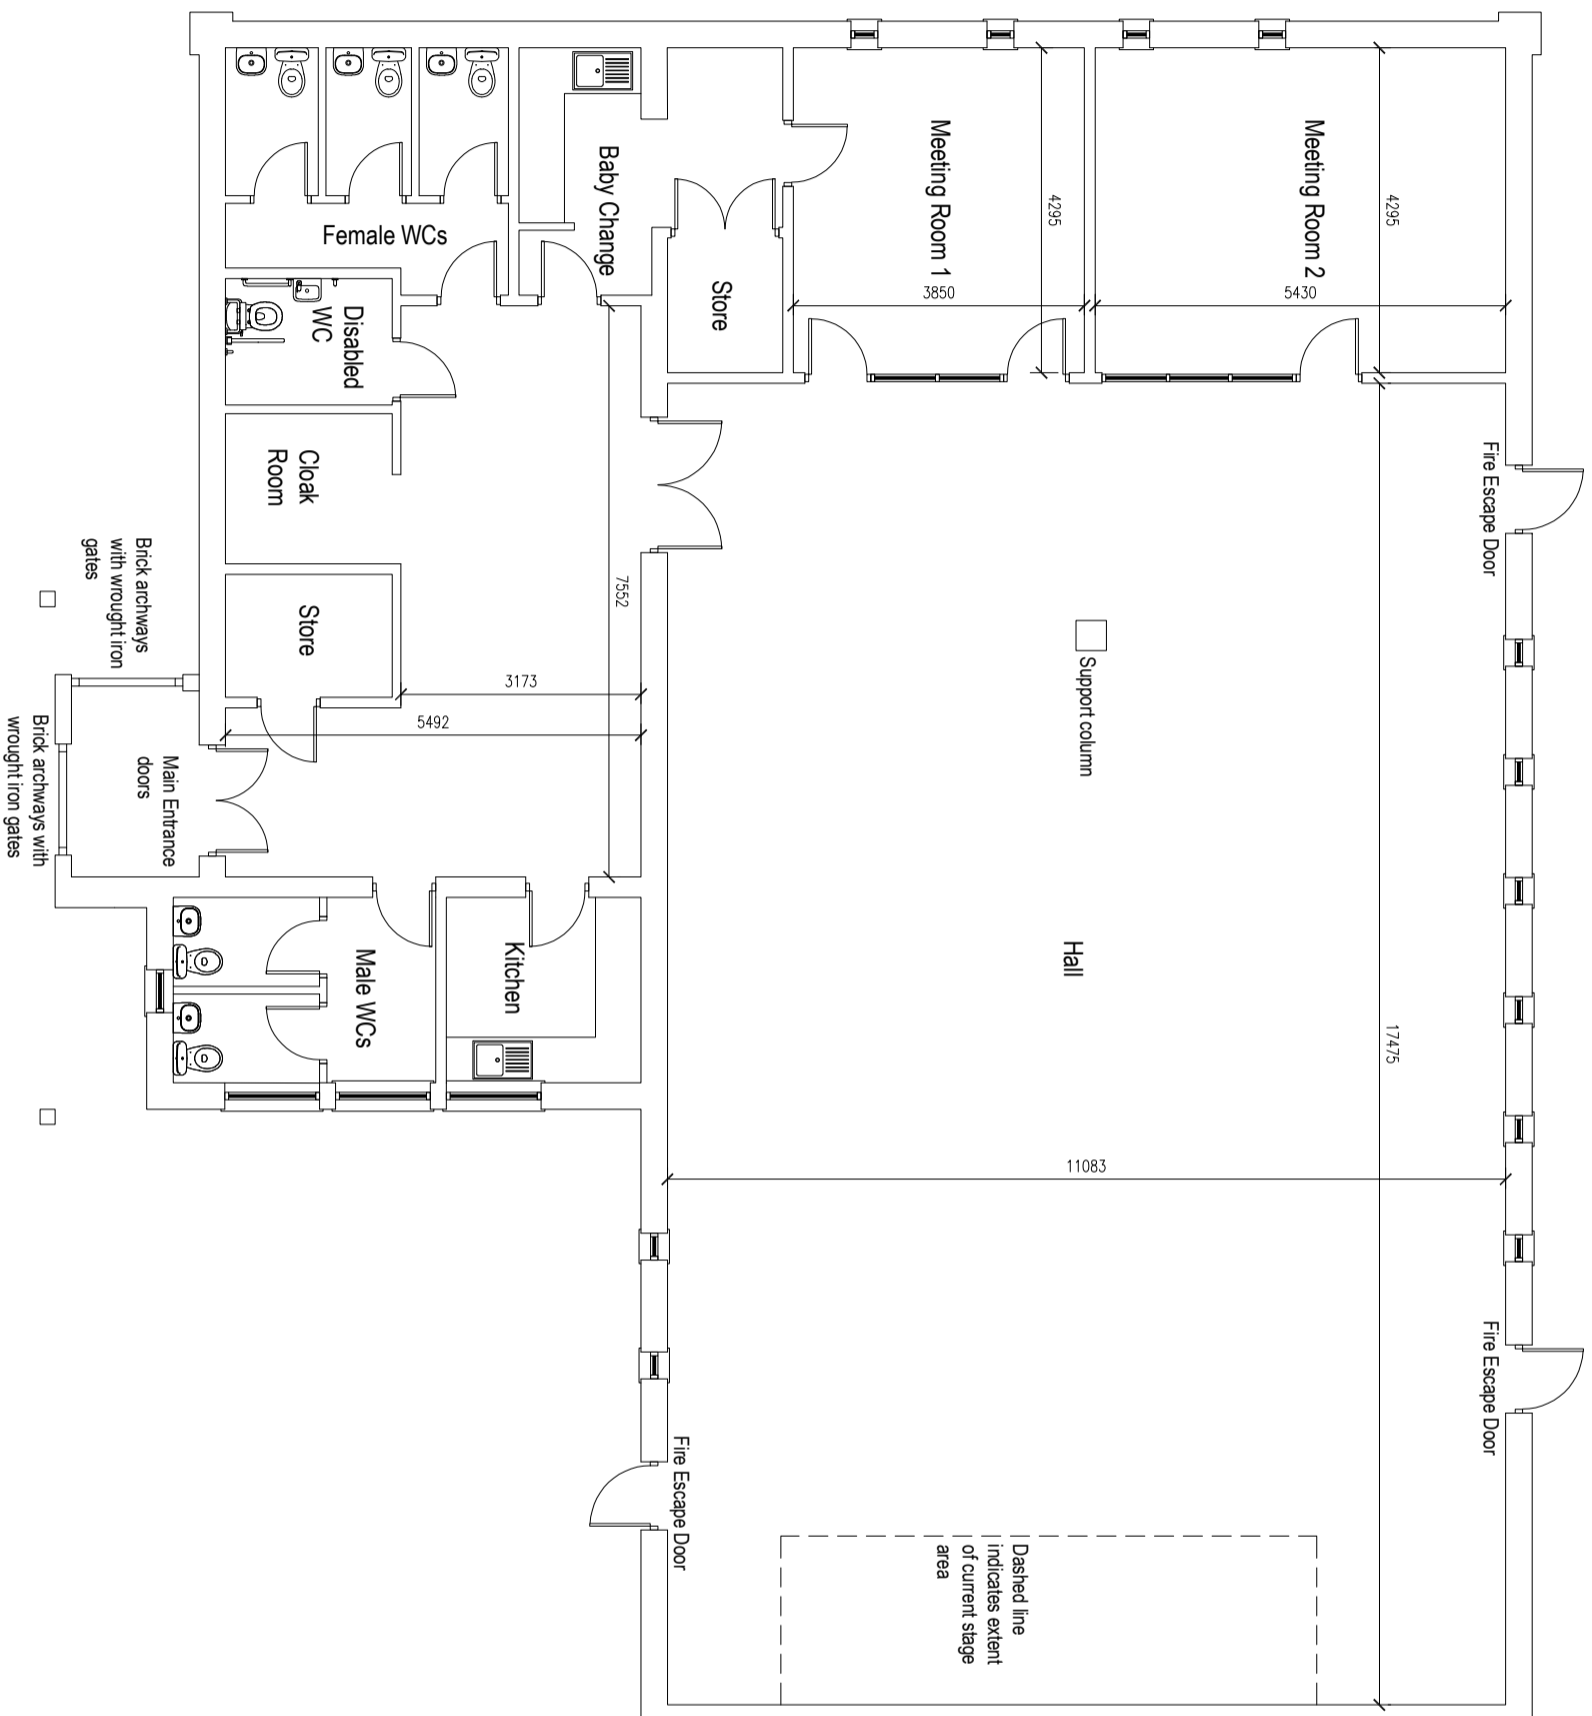 Meeting Room 2
4295
5430
Meeting Room 1
4295
3850
Store
Baby Change
Female WCs
Disabled
WC
Cloak
Room
Store
7552
3173
5492
Brick archways
with wrought iron
gates
Brick archways with
wrought iron gates
Main Entrance
doors
Male WCs
Kitchen
Hall
Support column
17475
11083
Fire Escape Door
Fire Escape Door
Fire Escape Door
Dashed line
indicates extent
of current stage
area